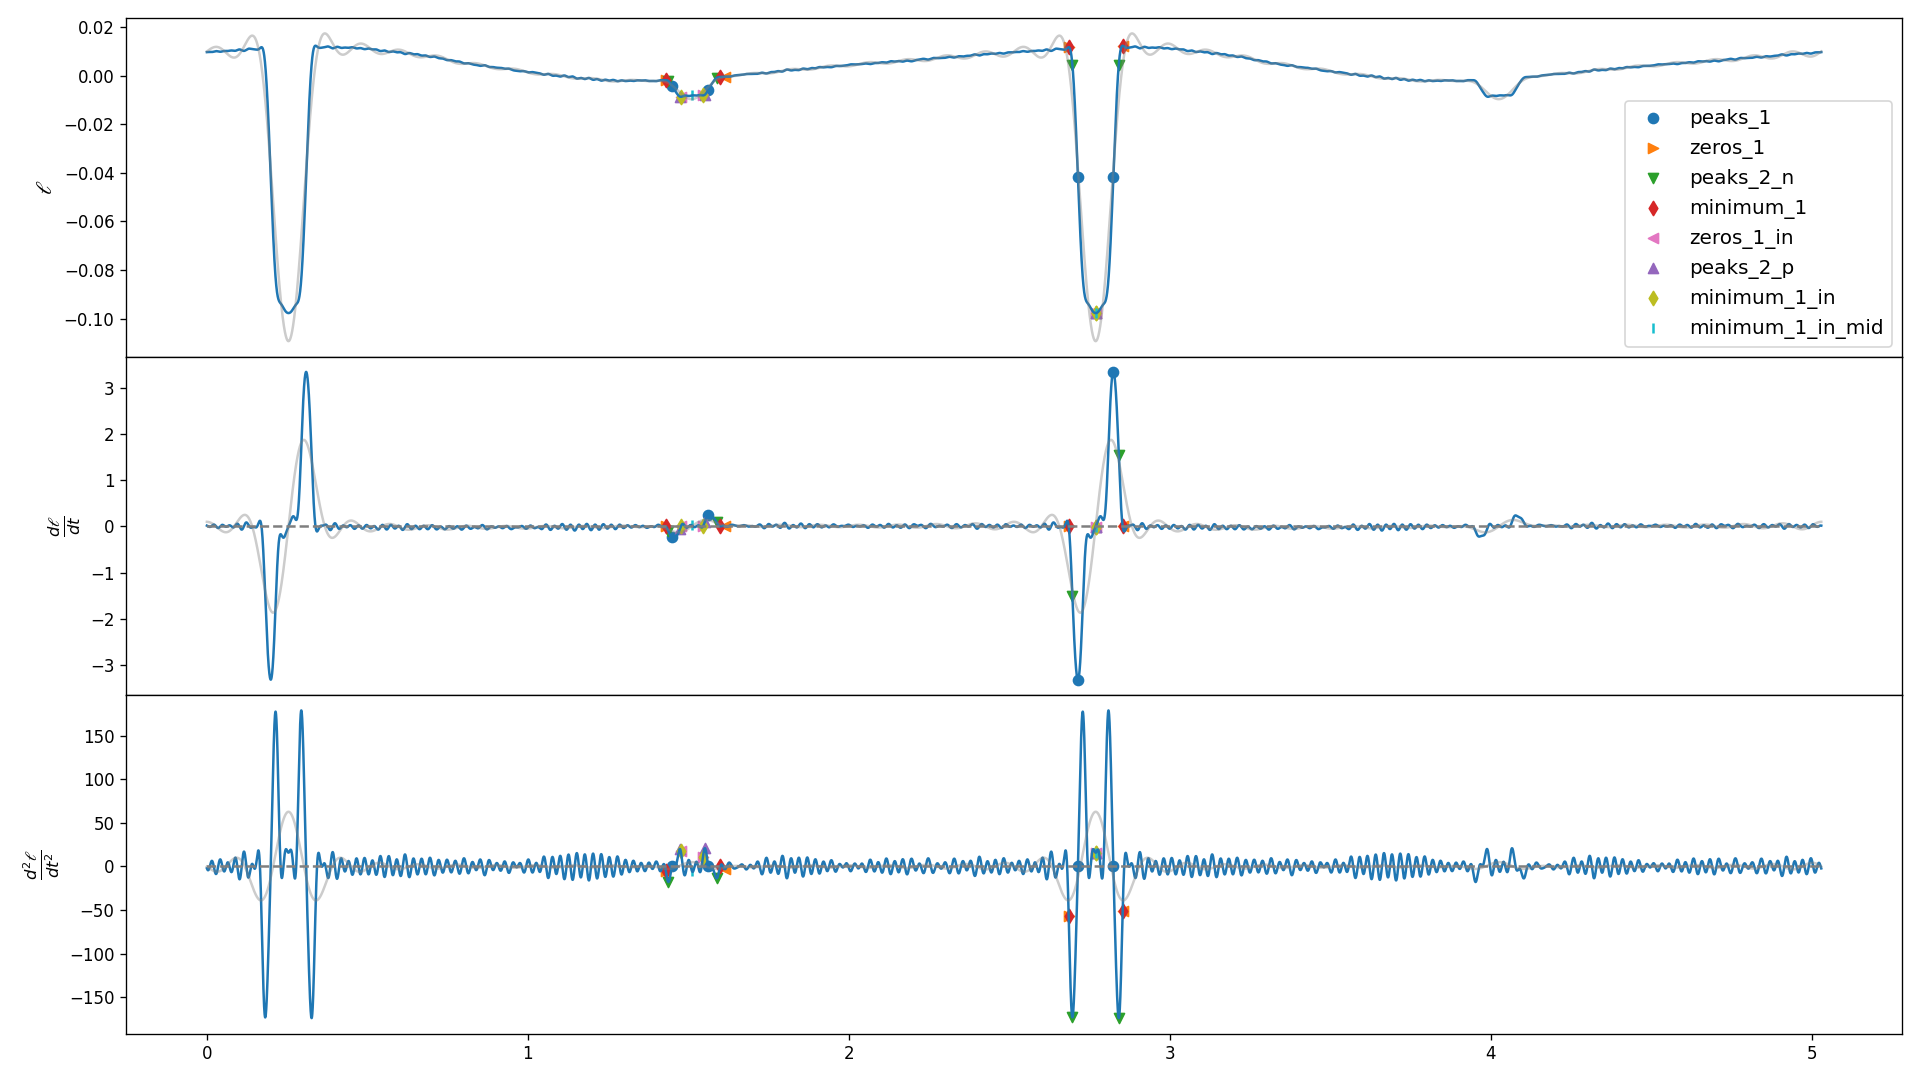 0.02
0.00
−0.02
−0.04
−0.06
−0.08
−0.10
ℓ
peaks_1
zeros_1
peaks_2_n
minimum_1
zeros_1_in
peaks_2_p
minimum_1_in
minimum_1_in_mid
3
2
1
0
−1
−2
−3
dℓ
dt
150
100
50
0
−50
−100
−150
d²ℓ
dt²
0 1 2 3 4 5